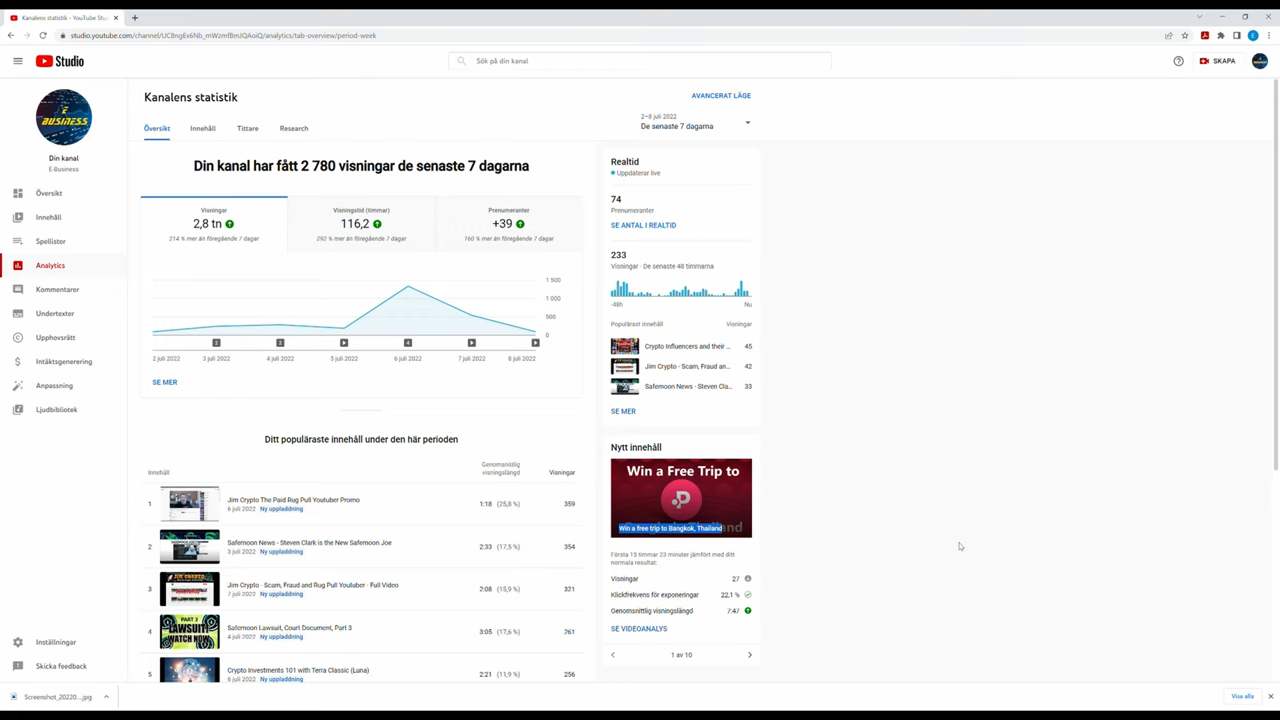 Kanalens statistik - YouTube Stu
studio.youtube.com/channel/UC8ngEx6Nb_mWzmfBmJQAoiQ/analytics/tab-overview/period-week
E
Studio
Sök på din kanal
SKAPA
E
BUSINESS
Din kanal
E-Business
Översikt
Innehåll
Spellistor
Analytics
Kommentarer
Undertexter
Upphovsrätt
Intäktsgenerering
Anpassning
Ljudbibliotek
Inställningar
Skicka feedback
Kanalens statistik
AVANCERAT LÄGE
Översikt
Innehåll
Tittare
Research
2–8 juli 2022
De senaste 7 dagarna
Din kanal har fått 2 780 visningar de senaste 7 dagarna
Visningar
2,8 tn
214 % mer än föregående 7 dagar
Visningstid (timmar)
116,2
292 % mer än föregående 7 dagar
Prenumeranter
+39
160 % mer än föregående 7 dagar
1 500
1 000
500
0
2 juli 2022
3 juli 2022
4 juli 2022
5 juli 2022
6 juli 2022
7 juli 2022
8 juli 2022
SE MER
Ditt populäraste innehåll under den här perioden
Innehåll
Genomsnittlig
visningslängd
Visningar
1
Jim Crypto The Paid Rug Pull Youtuber Promo
6 juli 2022 Ny uppladdning
1:18 (25,8 %)
359
2
Safemoon News - Steven Clark is the New Safemoon Joe
3 juli 2022 Ny uppladdning
2:33 (17,5 %)
354
3
JIM CRYPTO
Jim Crypto - Scam, Fraud and Rug Pull Youtuber - Full Video
7 juli 2022 Ny uppladdning
2:08 (15,9 %)
321
4
PART 3
LAWSUIT
WATCH NOW
Safemoon Lawsuit, Court Document, Part 3
4 juli 2022 Ny uppladdning
3:05 (17,6 %)
261
5
Crypto Investments 101 with Terra Classic (Luna)
6 juli 2022 Ny uppladdning
2:21 (11,9 %)
256
Realtid
Uppdaterar live
74
Prenumeranter
SE ANTAL I REALTID
233
Visningar · De senaste 48 timmarna
-48h
Nu
Populärast innehåll
Visningar
Crypto Influencers and their ...
45
Jim Crypto - Scam, Fraud an...
42
Safemoon News - Steven Cla...
33
SE MER
Nytt innehåll
Win a Free Trip to
Win a free trip to Bangkok, Thailand
Första 15 timmar 23 minuter jämfört med ditt
normala resultat:
Visningar
27
Klickfrekvens för exponeringar
22,1 %
Genomsnittlig visningslängd
7:47
SE VIDEOANALYS
1 av 10
Screenshot_20220....jpg
Visa alla